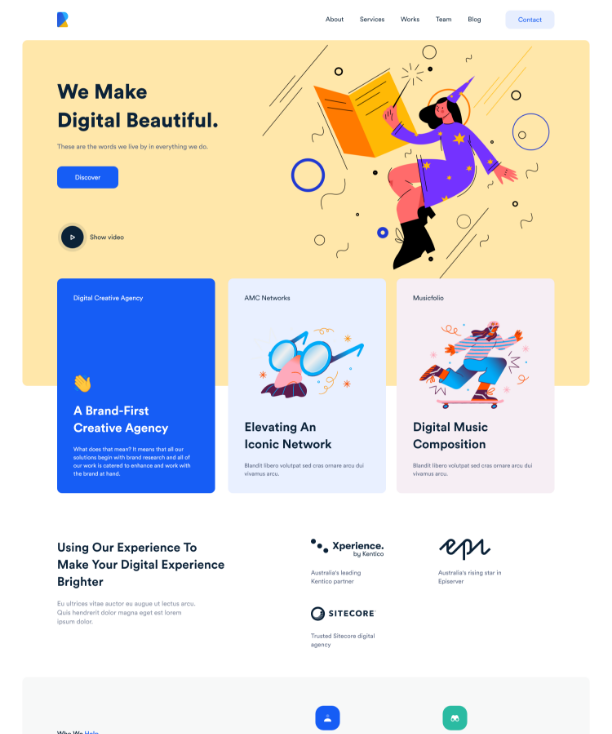 About Services Works Team Blog Contact
We Make
Digital Beautiful.
These are the words we live by in everything we do.
Discover
Show video
Digital Creative Agency
A Brand-First
Creative Agency
What does that mean? It means that all our
solutions begin with brand research and all of
our work is catered to enhance and work with
the brand at hand.
AMC Networks
Elevating An
Iconic Network
Blandit libero volutpat sed cras ornare arcu dui
vivamus arcu.
Musicfolio
Digital Music
Composition
Blandit libero volutpat sed cras ornare arcu dui
vivamus arcu.
Using Our Experience To
Make Your Digital Experience
Brighter
Eu ultrices vitae auctor eu augue ut lectus arcu.
Quis hendrerit dolor magna eget est lorem
ipsum dolor.
Xperience.
by Kentico
Australia's leading
Kentico partner
epi
Australia's rising star in
Episerver
SITECORE
Trusted Sitecore digital
agency
Who We Help